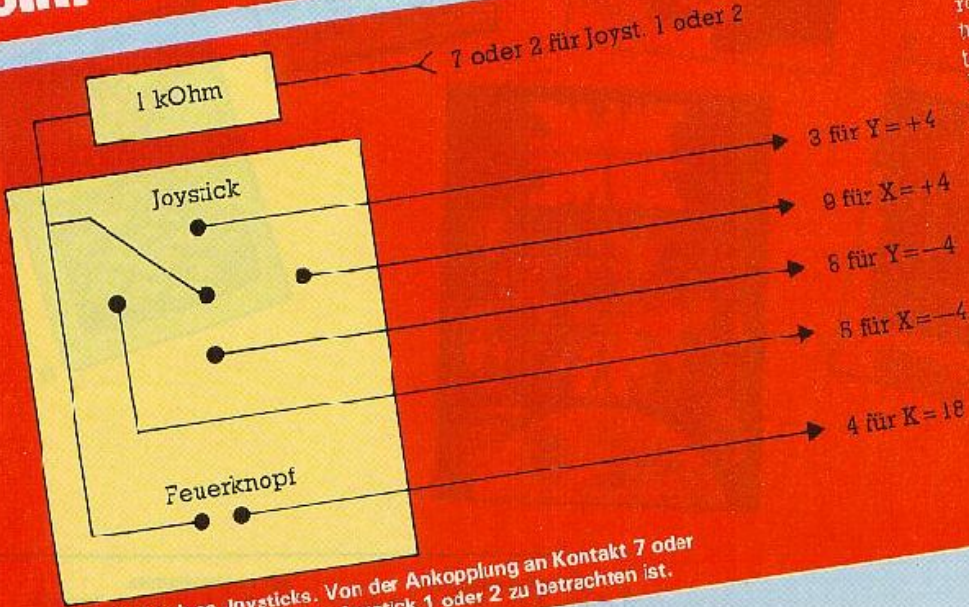 1 kOhm
7 oder 2 für Joyst. 1 oder 2
Joystick
3 für Y=+4
9 für X=+4
6 für Y=—4
5 für X=—4
Feuerknopf
4 für K=18
Joysticks. Von der Ankopplung an Kontakt 7 oder
1 oder 2 zu betrachten ist.